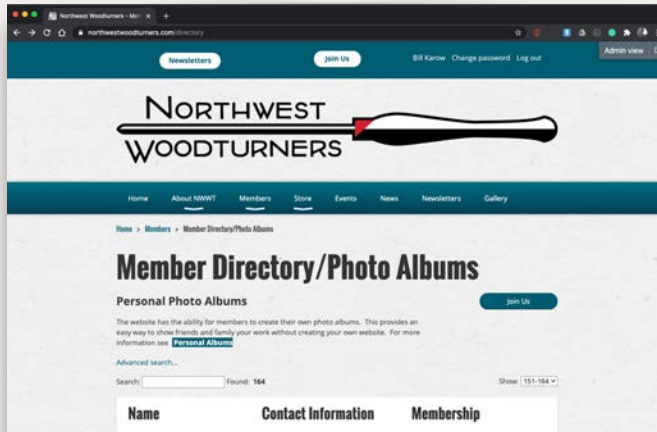 Northwest Woodturners - Mem
northwestwoodturners.com/directory
Admin view
Newsletters
Join Us
Bill Karow Change password Log out
NORTHWEST
WOODTURNERS
Home About NWWT Members Store Events News Newsletters Gallery
Home > Members > Member Directory/Photo Albums
Member Directory/Photo Albums
Personal Photo Albums
Join Us
The website has the ability for members to create their own photo albums. This provides an
easy way to show friends and family your work without creating your own website. For more
information see Personal Albums
Advanced search...
Search: Found: 164 Show: 151-164
Name Contact Information Membership